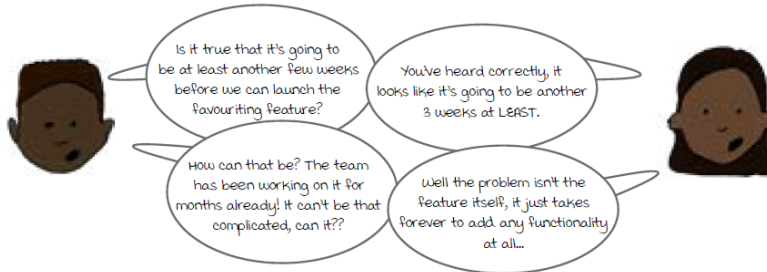 Is it true that it's going to
be at least another few weeks
before we can launch the
favouriting feature?
You've heard correctly, it
looks like it's going to be another
3 weeks at LEAST.
How can that be? The team
has been working on it for
months already! It can't be that
complicated, can it??
Well the problem isn't the
feature itself, it just takes
forever to add any functionality
at all...